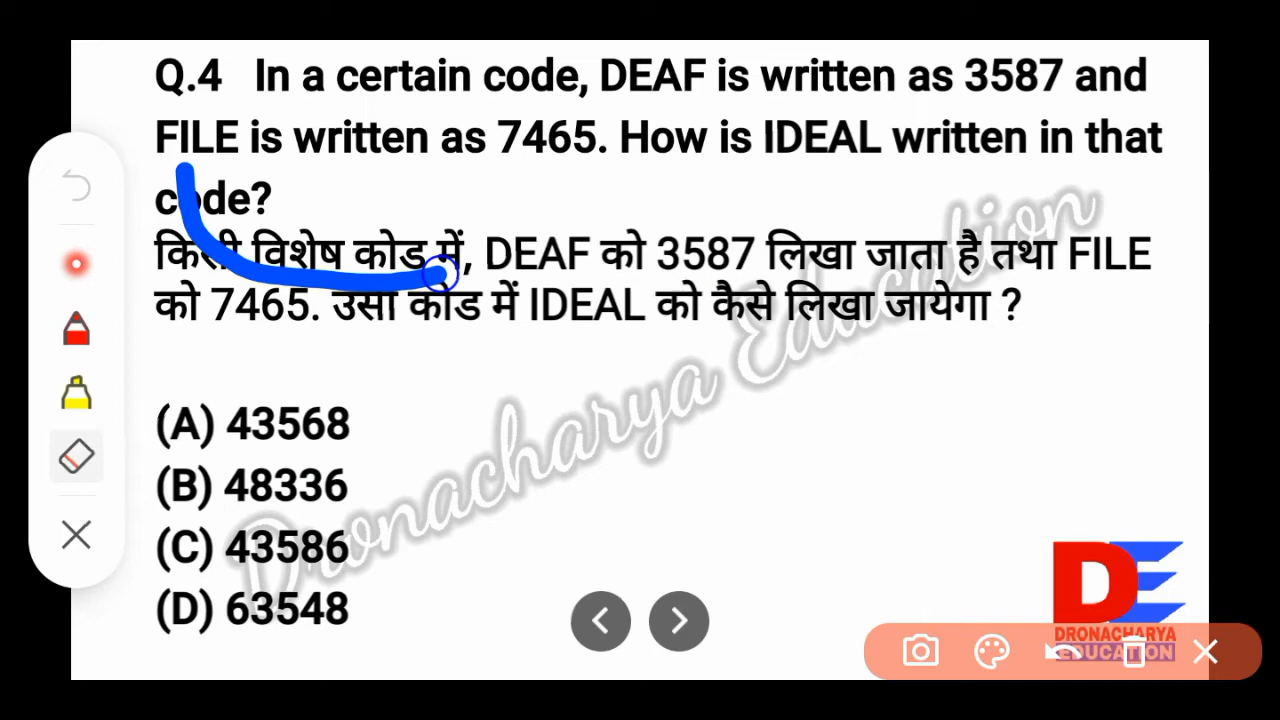 Q.4 In a certain code, DEAF is written as 3587 and
FILE is written as 7465. How is IDEAL written in that
code?
किसी विशेष कोड में, DEAF को 3587 लिखा जाता है तथा FILE
को 7465. उसी कोड में IDEAL को कैसे लिखा जायेगा ?
(A) 43568
(B) 48336
(C) 43586
(D) 63548
Dronacharya Education
DE
DRONACHARYA
EDUCATION